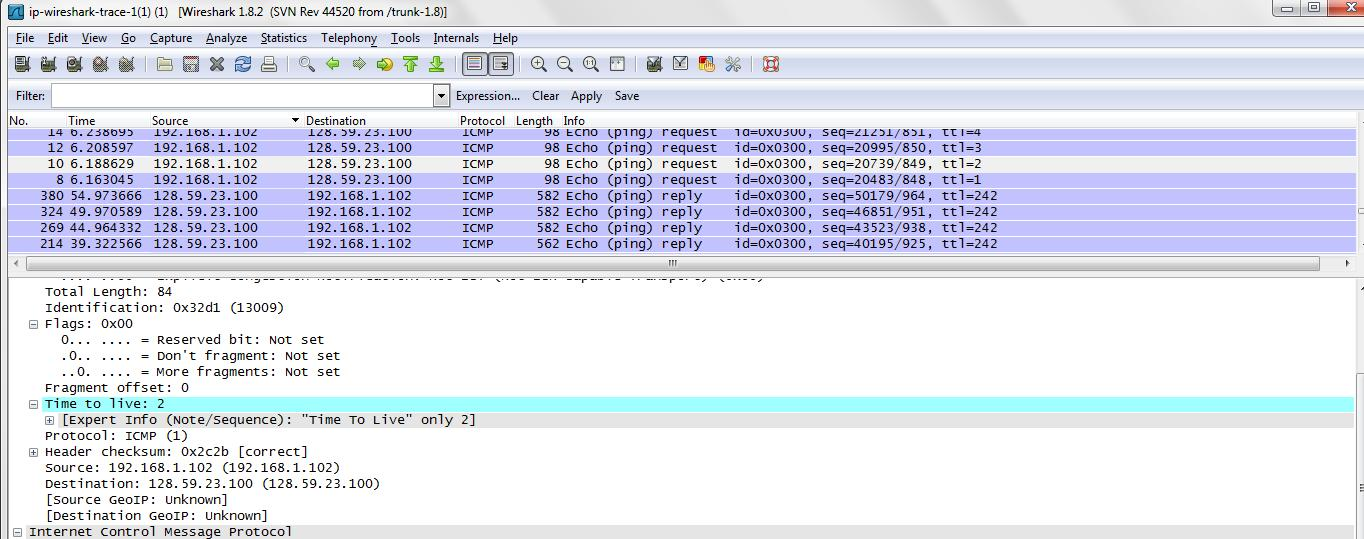 ip-wireshark-trace-1(1) (1) [Wireshark 1.8.2 (SVN Rev 44520 from /trunk-1.8)]
File Edit View Go Capture Analyze Statistics Telephony Tools Internals Help
Filter: Expression... Clear Apply Save
No. Time Source Destination Protocol Length Info
14 6.238695 192.168.1.102 128.59.23.100 ICMP 98 Echo (ping) request id=0x0300, seq=21251/851, ttl=4
12 6.208597 192.168.1.102 128.59.23.100 ICMP 98 Echo (ping) request id=0x0300, seq=20995/850, ttl=3
10 6.188629 192.168.1.102 128.59.23.100 ICMP 98 Echo (ping) request id=0x0300, seq=20739/849, ttl=2
8 6.163045 192.168.1.102 128.59.23.100 ICMP 98 Echo (ping) request id=0x0300, seq=20483/848, ttl=1
380 54.973666 128.59.23.100 192.168.1.102 ICMP 582 Echo (ping) reply id=0x0300, seq=50179/964, ttl=242
324 49.970589 128.59.23.100 192.168.1.102 ICMP 582 Echo (ping) reply id=0x0300, seq=46851/951, ttl=242
269 44.964332 128.59.23.100 192.168.1.102 ICMP 582 Echo (ping) reply id=0x0300, seq=43523/938, ttl=242
214 39.322566 128.59.23.100 192.168.1.102 ICMP 562 Echo (ping) reply id=0x0300, seq=40195/925, ttl=242
Total Length: 84
Identification: 0x32d1 (13009)
Flags: 0x00
0... .... = Reserved bit: Not set
.0.. .... = Don't fragment: Not set
..0. .... = More fragments: Not set
Fragment offset: 0
Time to live: 2
[Expert Info (Note/Sequence): "Time To Live" only 2]
Protocol: ICMP (1)
Header checksum: 0x2c2b [correct]
Source: 192.168.1.102 (192.168.1.102)
Destination: 128.59.23.100 (128.59.23.100)
[Source GeoIP: Unknown]
[Destination GeoIP: Unknown]
Internet Control Message Protocol